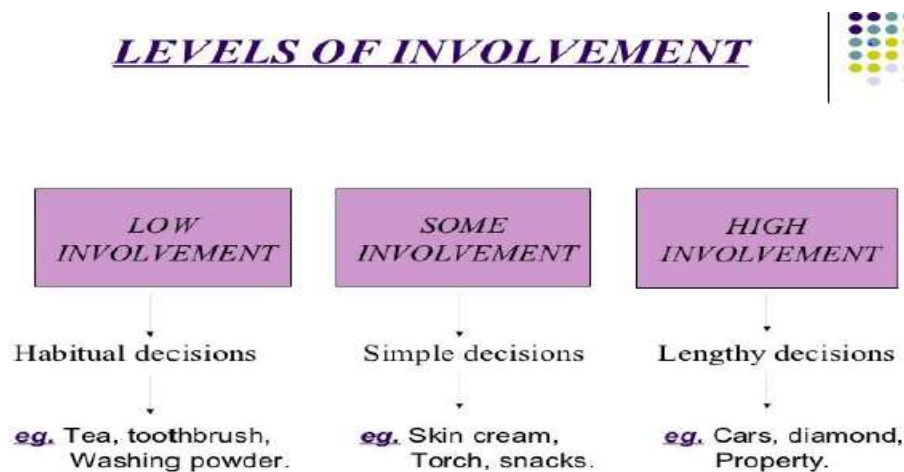 LEVELS OF INVOLVEMENT
LOW
INVOLVEMENT
Habitual decisions
eg. Tea, toothbrush,
Washing powder.
SOME
INVOLVEMENT
Simple decisions
eg. Skin cream,
Torch, snacks.
HIGH
INVOLVEMENT
Lengthy decisions
eg. Cars, diamond,
Property.